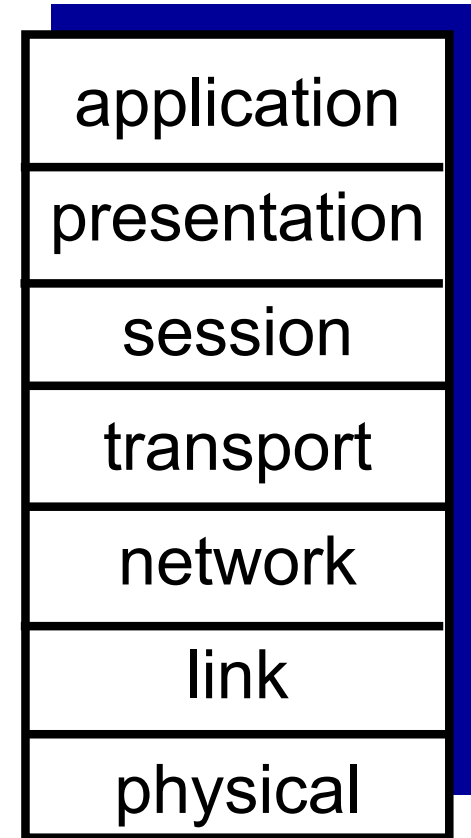 application
presentation
session
transport
network
link
physical